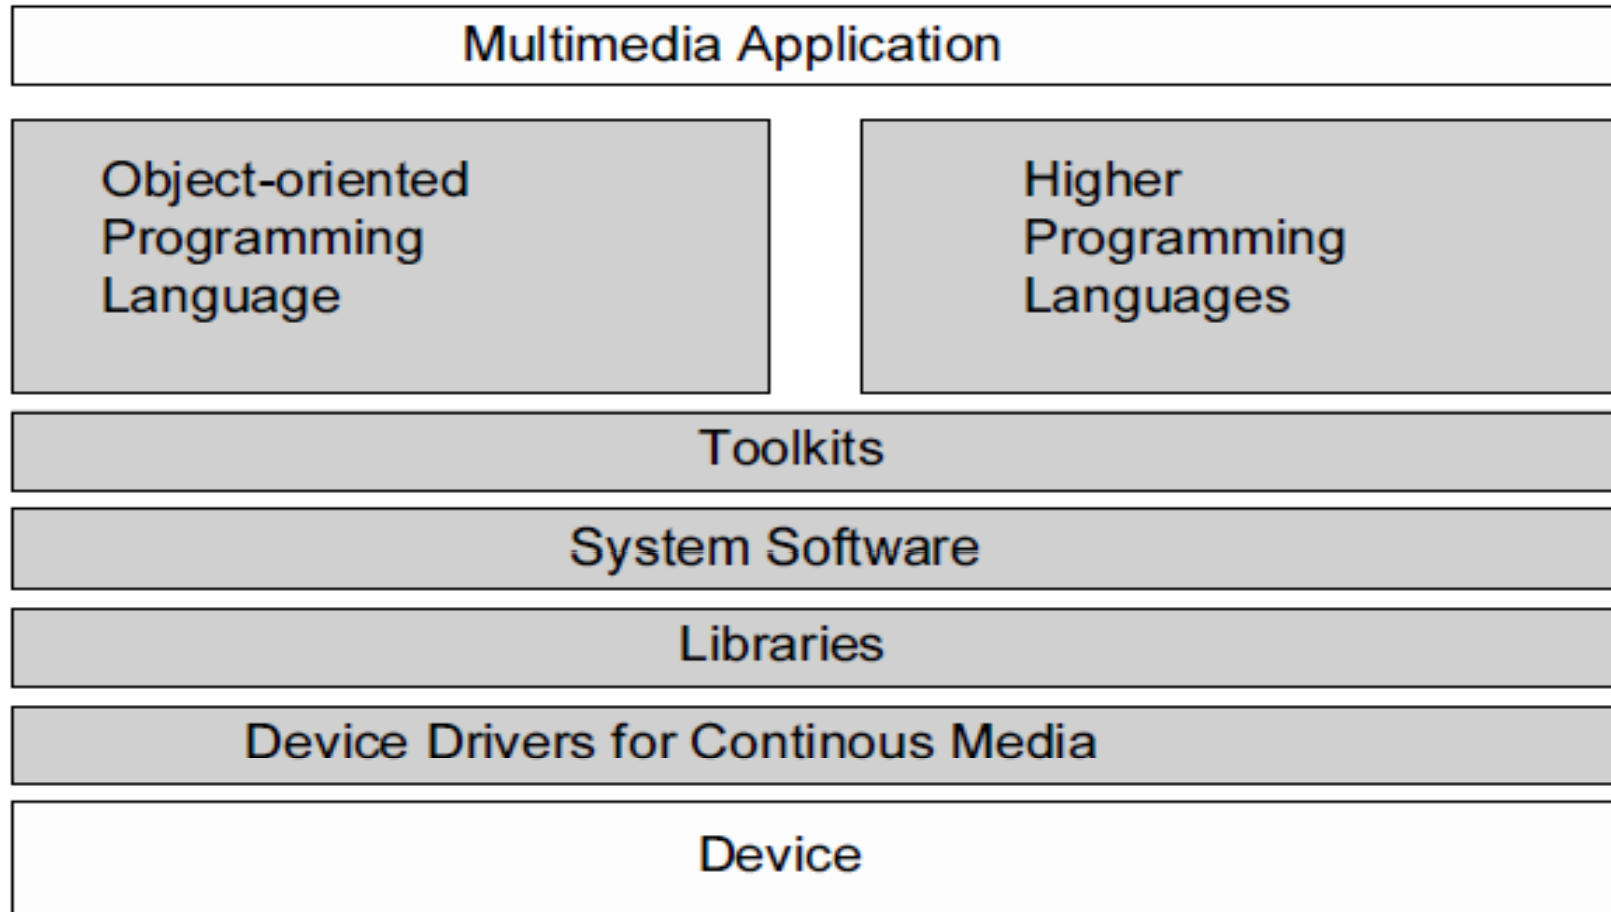 Multimedia Application
Object-oriented
Programming
Language
Higher
Programming
Languages
Toolkits
System Software
Libraries
Device Drivers for Continous Media
Device